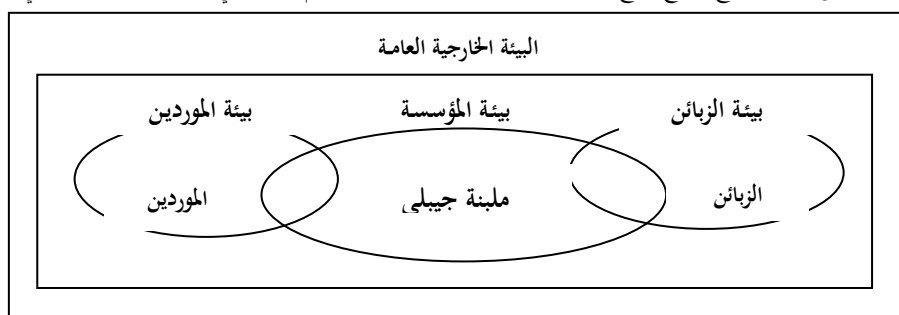 البيئة الخارجية العامة
بيئة الزبائن بيئة المؤسسة بيئة الموردين
الزبائن ملبنة جيبلي الموردين